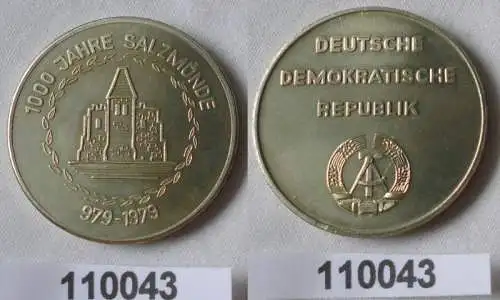 1000 JAHRE SALZMÜNDE
979-1979
DEUTSCHE
DEMOKRATISCHE
REPUBLIK
110043
110043